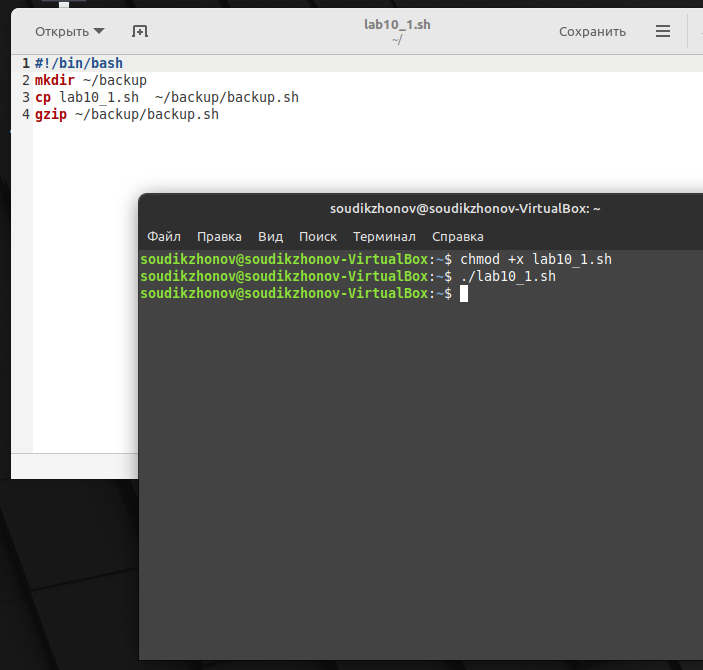 Открыть
lab10_1.sh
~/
Сохранить
1 #!/bin/bash
2 mkdir ~/backup
3 cp lab10_1.sh  ~/backup/backup.sh
4 gzip ~/backup/backup.sh
soudikzhonov@soudikzhonov-VirtualBox: ~
Файл Правка Вид Поиск Терминал Справка
soudikzhonov@soudikzhonov-VirtualBox:~$ chmod +x lab10_1.sh
soudikzhonov@soudikzhonov-VirtualBox:~$ ./lab10_1.sh
soudikzhonov@soudikzhonov-VirtualBox:~$